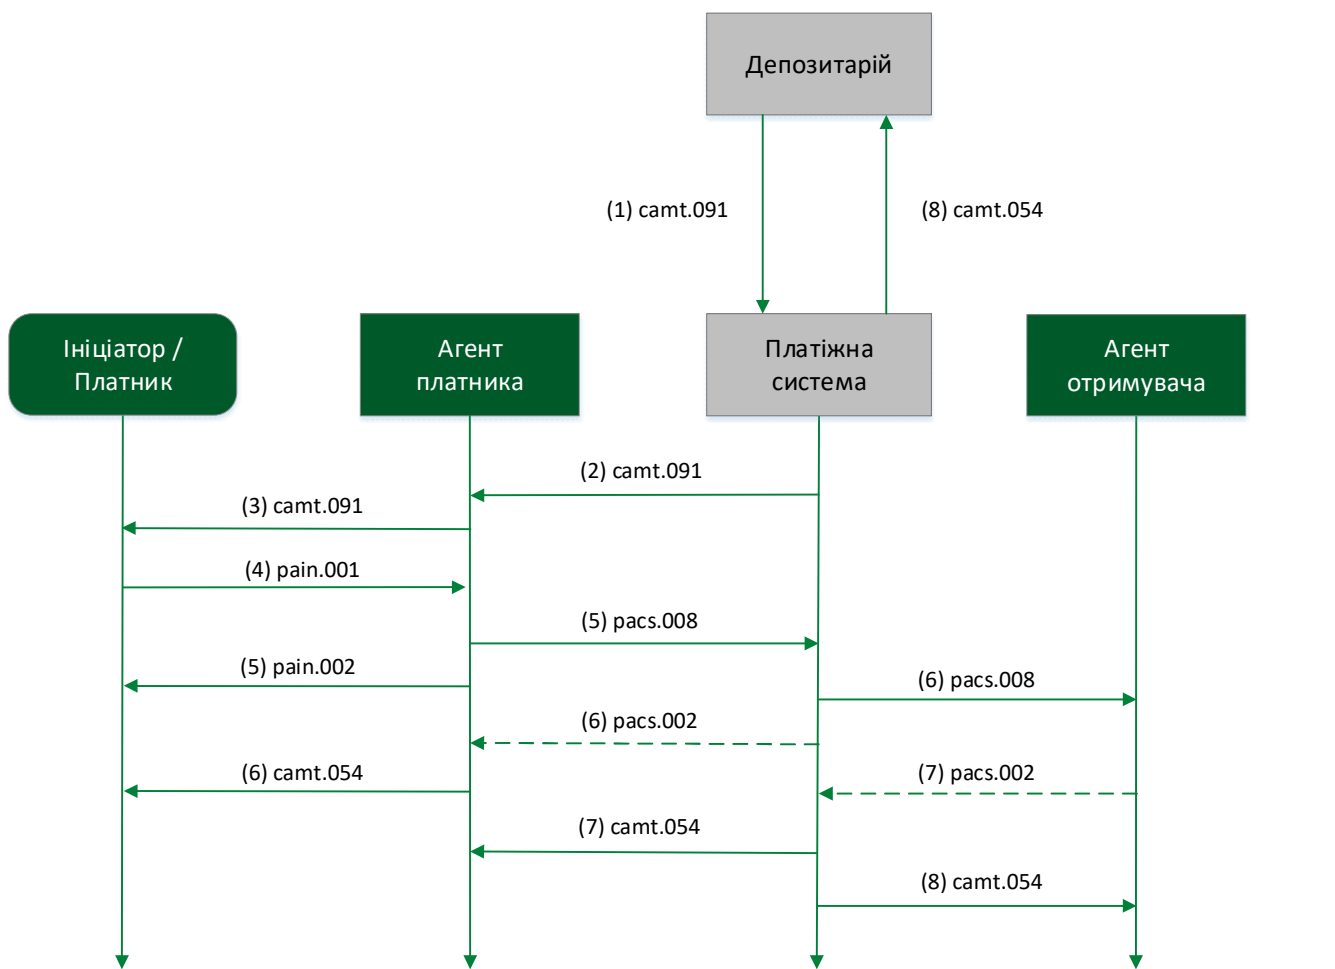 Депозитарій
(1) camt.091
(8) camt.054
Ініціатор /
Платник
Агент
платника
Платіжна
система
Агент
отримувача
(2) camt.091
(3) camt.091
(4) pain.001
(5) pacs.008
(5) pain.002
(6) pacs.008
(6) pacs.002
(6) camt.054
(7) pacs.002
(7) camt.054
(8) camt.054